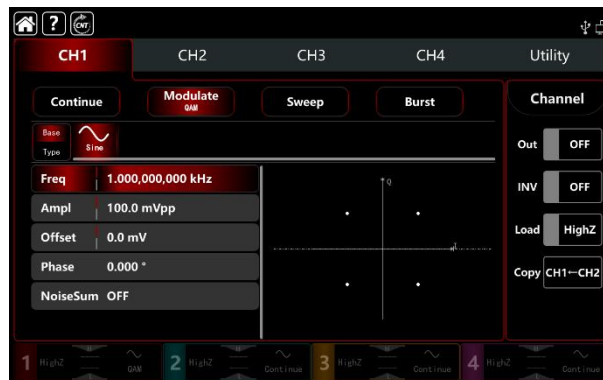 ? CNT
CH1 CH2 CH3 CH4 Utility
Continue Modulate QAM Sweep Burst Channel
Base Type Sine
Out OFF
Freq 1.000,000,000 kHz
INV OFF
Ampl 100.0 mVpp
Offset 0.0 mV
Load HighZ
Phase 0.000 °
Copy CH1←CH2
NoiseSum OFF
Q
I
1 HighZ QAM 2 HighZ Continue 3 HighZ Continue 4 HighZ Continue